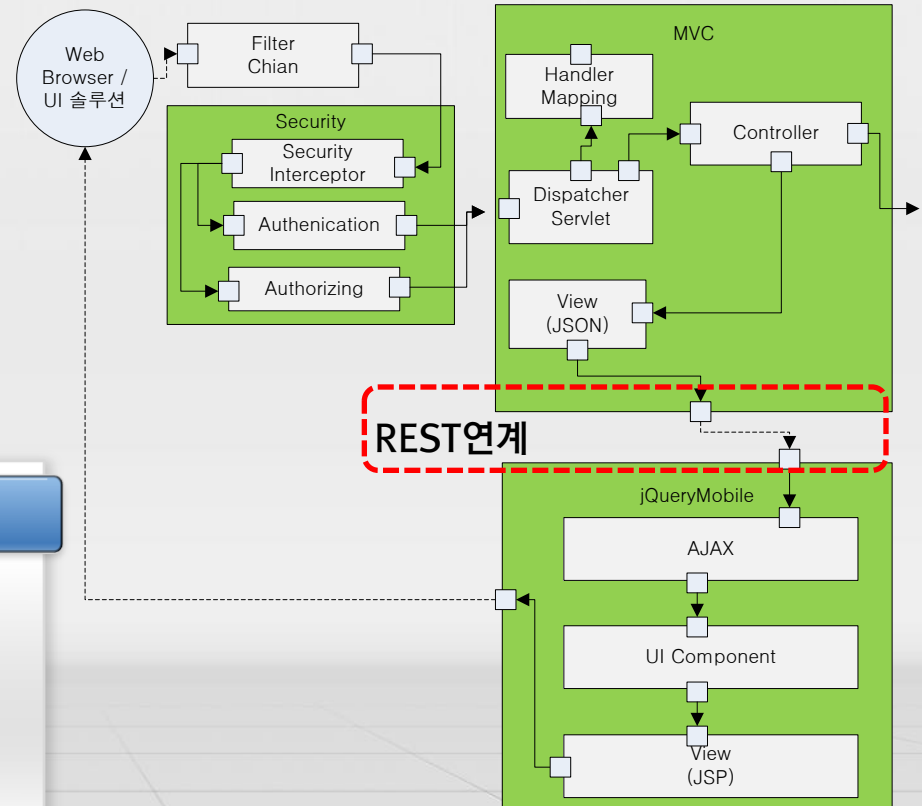 Web
Browser /
UI 솔루션
Filter
Chian
Security
Security
Interceptor
Authenication
Authorizing
MVC
Handler
Mapping
Controller
Dispatcher
Servlet
View
(JSON)
REST연계
jQueryMobile
AJAX
UI Component
View
(JSP)